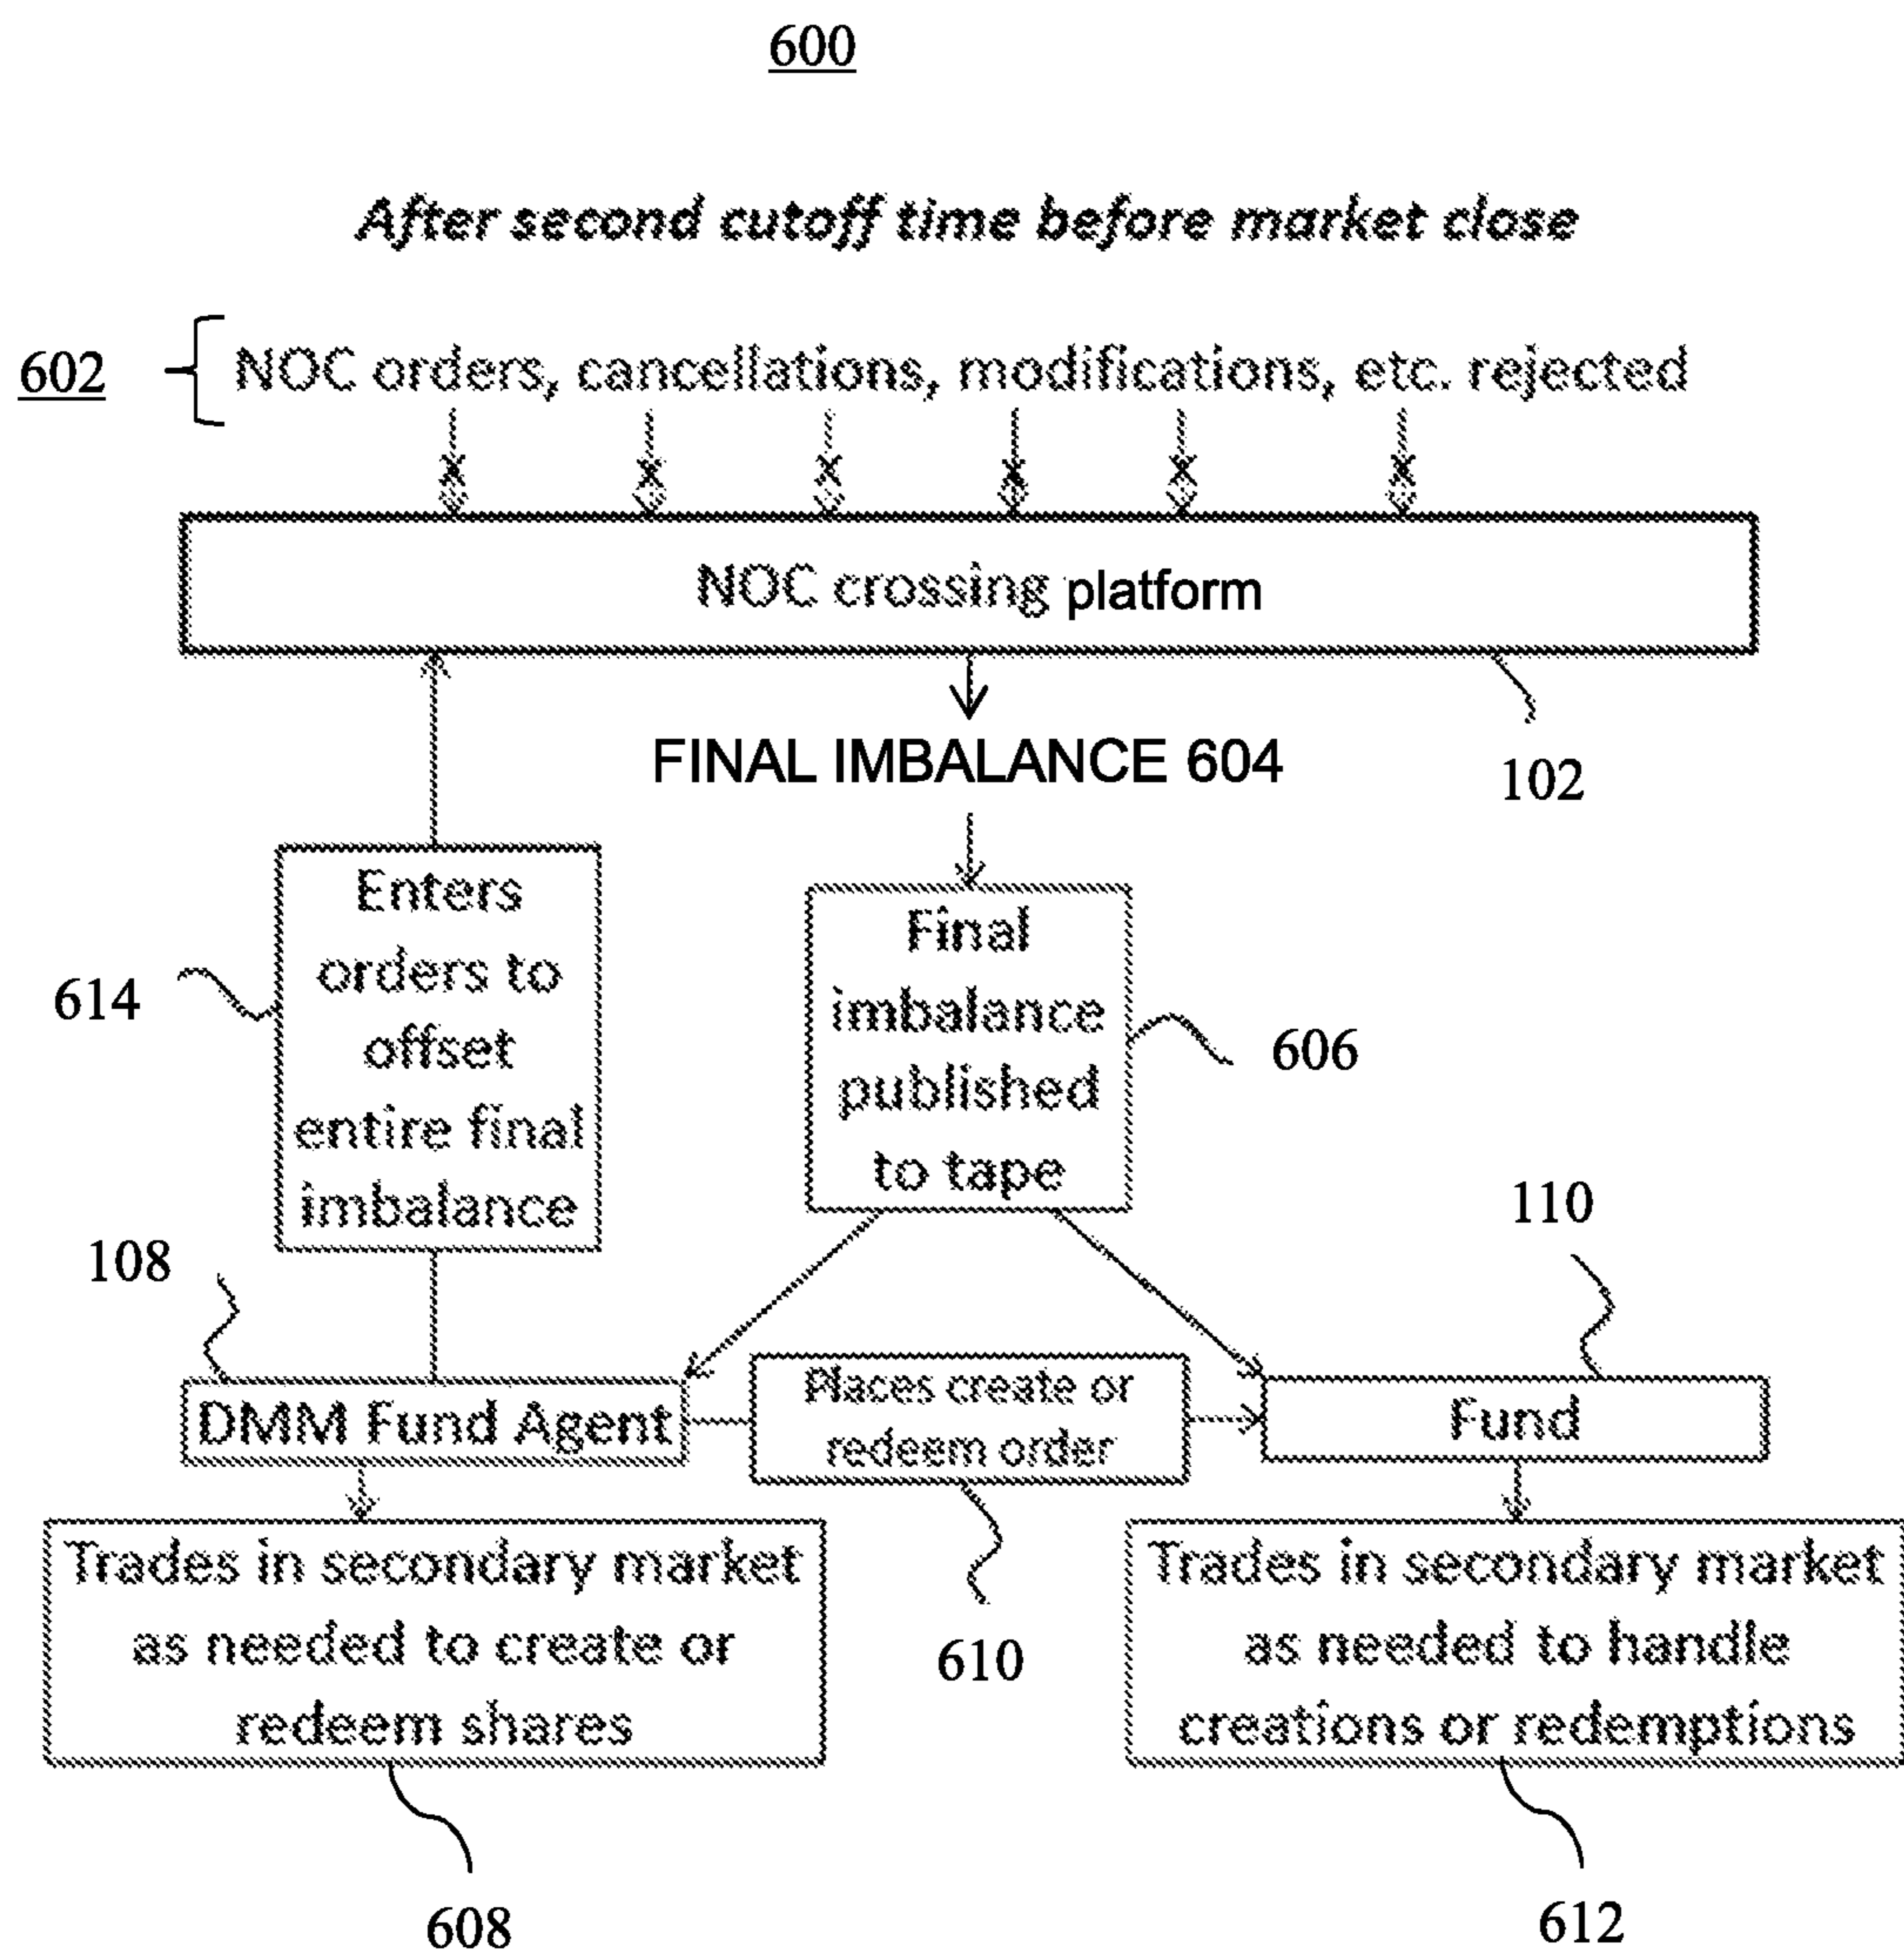 600
After second cutoff time before market close
602
NOC orders, cancellations, modifications, etc. rejected
NOC crossing platform
FINAL IMBALANCE 604
102
Enters
orders to
offset
entire final
imbalance
614
Final
imbalance
published
to tape
606
108
110
DMM Fund Agent
Places create or
redeem order
Fund
610
Trades in secondary market
as needed to create or
redeem shares
Trades in secondary market
as needed to handle
creations or redemptions
608
612